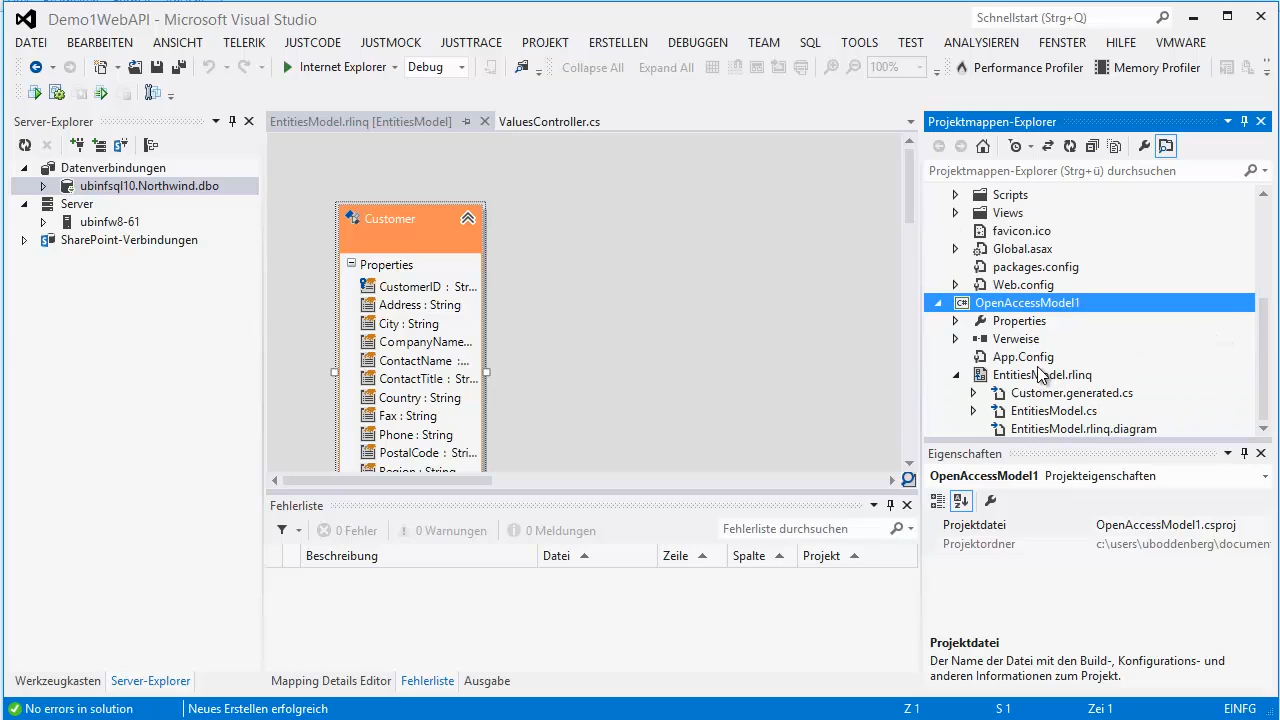 Demo1WebAPI - Microsoft Visual Studio
Schnellstart (Strg+Q)
DATEI BEARBEITEN ANSICHT TELERIK JUSTCODE JUSTMOCK JUSTTRACE PROJEKT ERSTELLEN DEBUGGEN TEAM SQL TOOLS TEST ANALYSIEREN FENSTER HILFE VMWARE
Internet Explorer Debug Collapse All Expand All 100% Performance Profiler Memory Profiler
Server-Explorer
Datenverbindungen
ubinfsql10.Northwind.dbo
Server
ubinfw8-61
SharePoint-Verbindungen
EntitiesModel.rlinq [EntitiesModel] ValuesController.cs
Customer
Properties
CustomerID : Str...
Address : String
City : String
CompanyName...
ContactName :...
ContactTitle : Str...
Country : String
Fax : String
Phone : String
PostalCode : Stri...
Region : String
Projektmappen-Explorer
Projektmappen-Explorer (Strg+ü) durchsuchen
Scripts
Views
favicon.ico
Global.asax
packages.config
Web.config
C# OpenAccessModel1
Properties
Verweise
App.Config
EntitiesModel.rlinq
Customer.generated.cs
EntitiesModel.cs
EntitiesModel.rlinq.diagram
Eigenschaften
OpenAccessModel1 Projekteigenschaften
Projektdatei OpenAccessModel1.csproj
Projektordner c:\users\uboddenberg\document
Projektdatei
Der Name der Datei mit den Build-, Konfigurations- und
anderen Informationen zum Projekt.
Fehlerliste
0 Fehler 0 Warnungen 0 Meldungen Fehlerliste durchsuchen
Beschreibung Datei Zeile Spalte Projekt
Werkzeugkasten Server-Explorer
Mapping Details Editor Fehlerliste Ausgabe
No errors in solution Neues Erstellen erfolgreich Z 1 S 1 Zei 1 EINFG